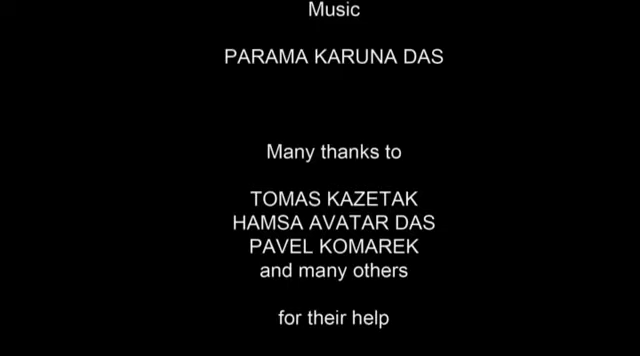 Music
PARAMA KARUNA DAS
Many thanks to
TOMAS KAZETAK
HAMSA AVATAR DAS
PAVEL KOMAREK
and many others
for their help